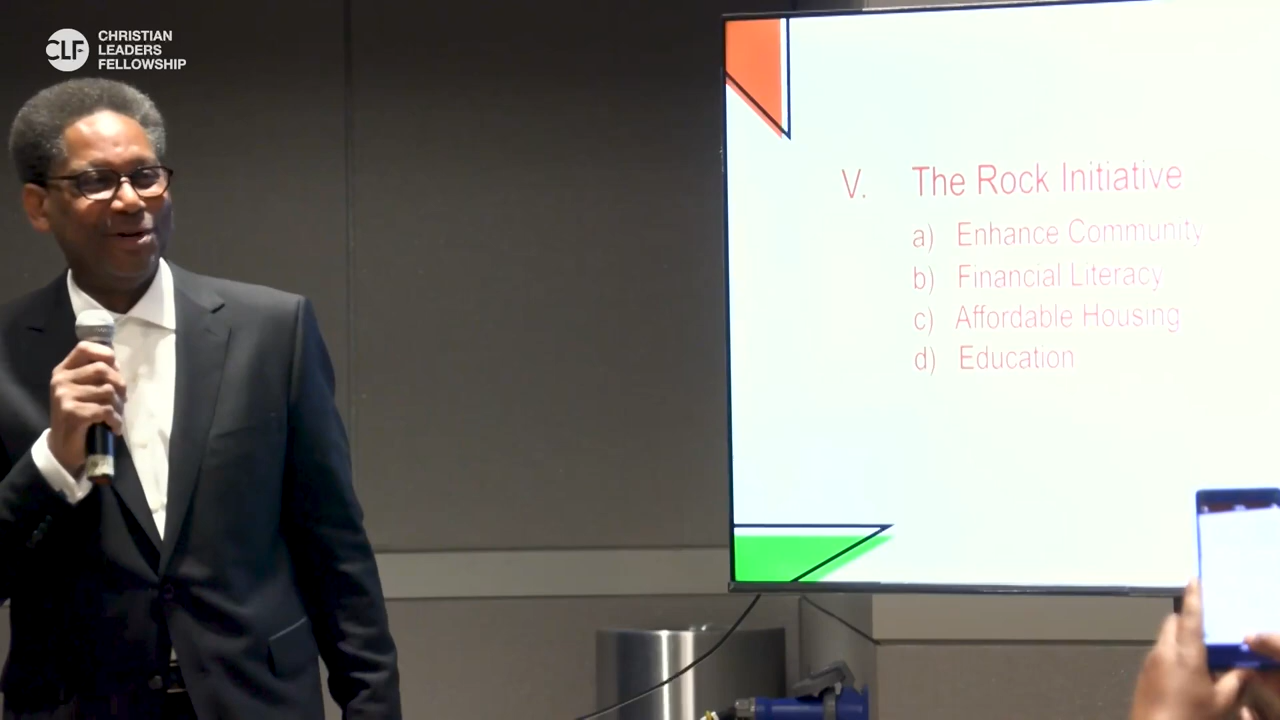 CLF
CHRISTIAN
LEADERS
FELLOWSHIP
V. The Rock Initiative
a) Enhance Community
b) Financial Literacy
c) Affordable Housing
d) Education